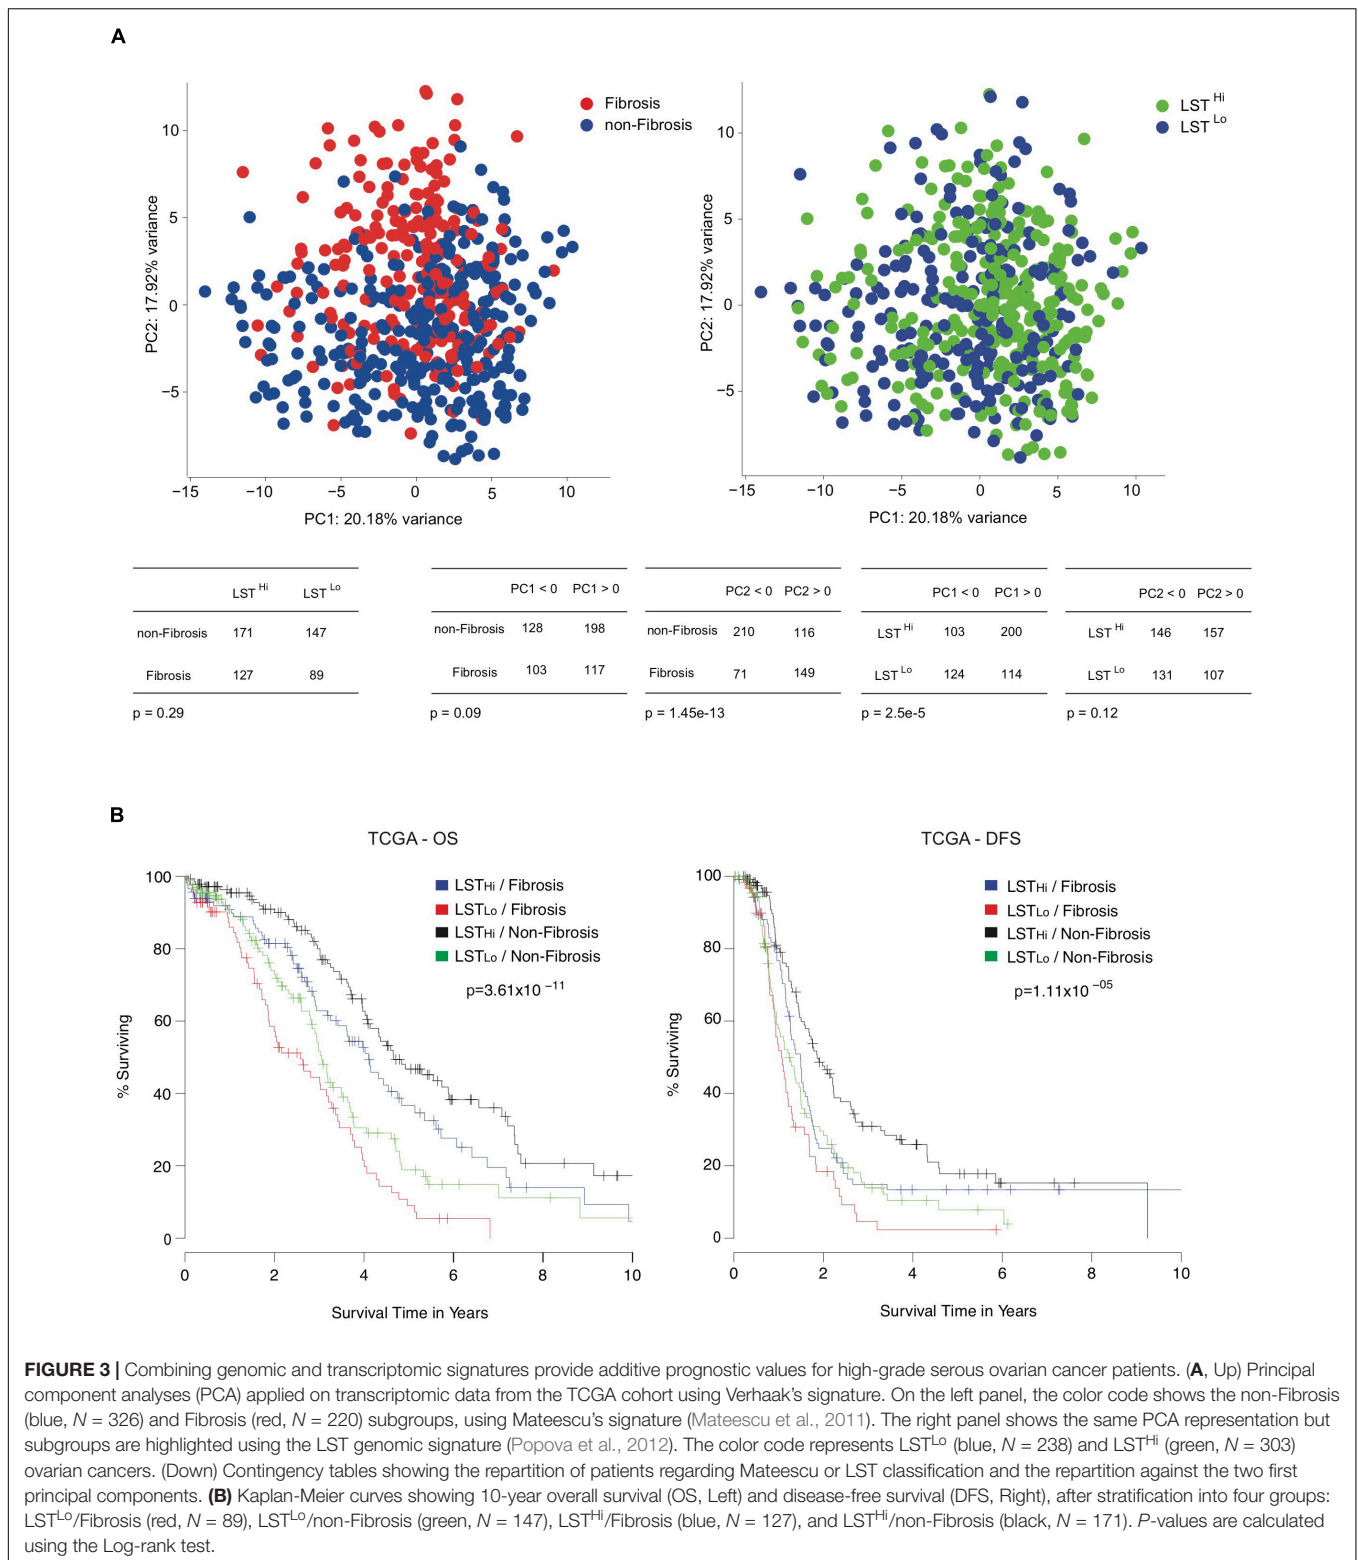 A
Fibrosis
non-Fibrosis
10
5
0
−5
PC2: 17.92% variance
−15 −10 −5 0 5 10
PC1: 20.18% variance
LST Hi
LST Lo
10
5
0
−5
PC2: 17.92% variance
−15 −10 −5 0 5 10
PC1: 20.18% variance
LST Hi LST Lo
non-Fibrosis 171 147
Fibrosis 127 89
p = 0.29
PC1 < 0 PC1 > 0
non-Fibrosis 128 198
Fibrosis 103 117
p = 0.09
PC2 < 0 PC2 > 0
non-Fibrosis 210 116
Fibrosis 71 149
p = 1.45e-13
PC1 < 0 PC1 > 0
LST Hi 103 200
LST Lo 124 114
p = 2.5e-5
PC2 < 0 PC2 > 0
LST Hi 146 157
LST Lo 131 107
p = 0.12
B
TCGA - OS
LSTHi / Fibrosis
LSTLo / Fibrosis
LSTHi / Non-Fibrosis
LSTLo / Non-Fibrosis
p=3.61x10 −11
100
80
60
40
20
0
% Surviving
0 2 4 6 8 10
Survival Time in Years
TCGA - DFS
LSTHi / Fibrosis
LSTLo / Fibrosis
LSTHi / Non-Fibrosis
LSTLo / Non-Fibrosis
p=1.11x10 −05
100
80
60
40
20
0
% Surviving
0 2 4 6 8 10
Survival Time in Years
FIGURE 3 | Combining genomic and transcriptomic signatures provide additive prognostic values for high-grade serous ovarian cancer patients. (A, Up) Principal
component analyses (PCA) applied on transcriptomic data from the TCGA cohort using Verhaak's signature. On the left panel, the color code shows the non-Fibrosis
(blue, N = 326) and Fibrosis (red, N = 220) subgroups, using Mateescu's signature (Mateescu et al., 2011). The right panel shows the same PCA representation but
subgroups are highlighted using the LST genomic signature (Popova et al., 2012). The color code represents LSTLo (blue, N = 238) and LSTHi (green, N = 303)
ovarian cancers. (Down) Contingency tables showing the repartition of patients regarding Mateescu or LST classification and the repartition against the two first
principal components. (B) Kaplan-Meier curves showing 10-year overall survival (OS, Left) and disease-free survival (DFS, Right), after stratification into four groups:
LSTLo/Fibrosis (red, N = 89), LSTLo/non-Fibrosis (green, N = 147), LSTHi/Fibrosis (blue, N = 127), and LSTHi/non-Fibrosis (black, N = 171). P-values are calculated
using the Log-rank test.